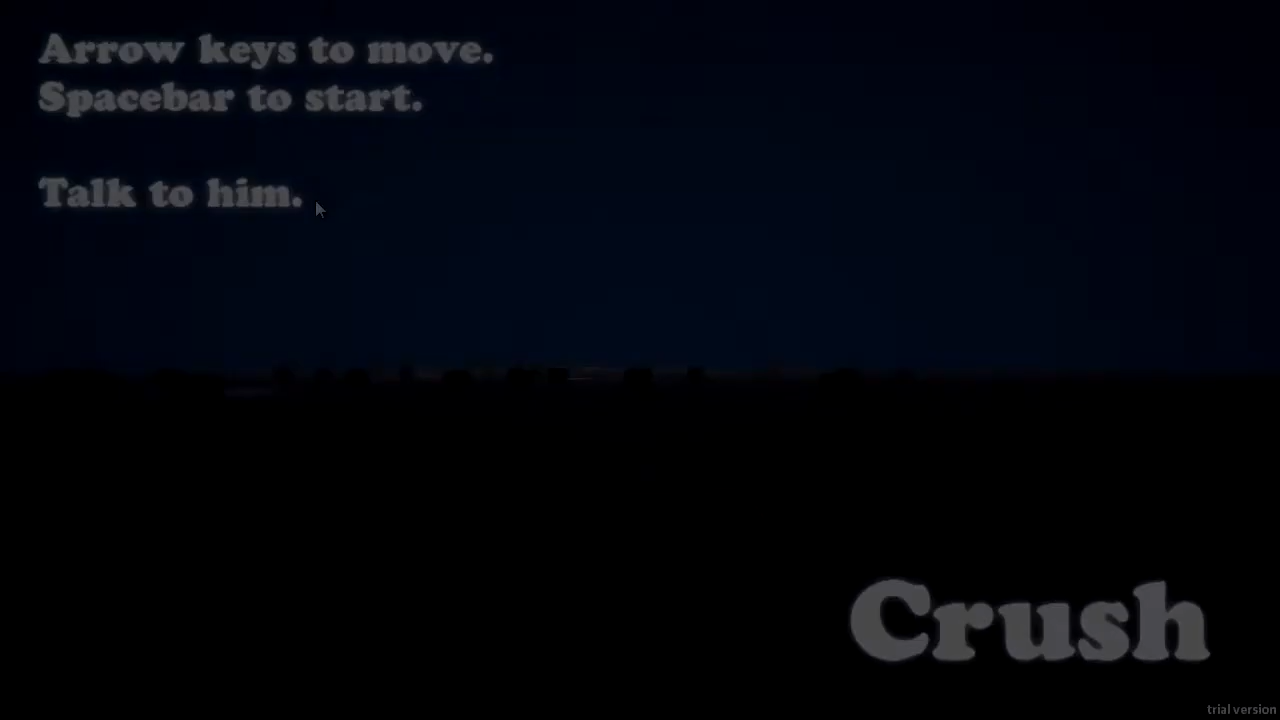 Arrow keys to move.
Spacebar to start.
Talk to him.
Crush
trial version